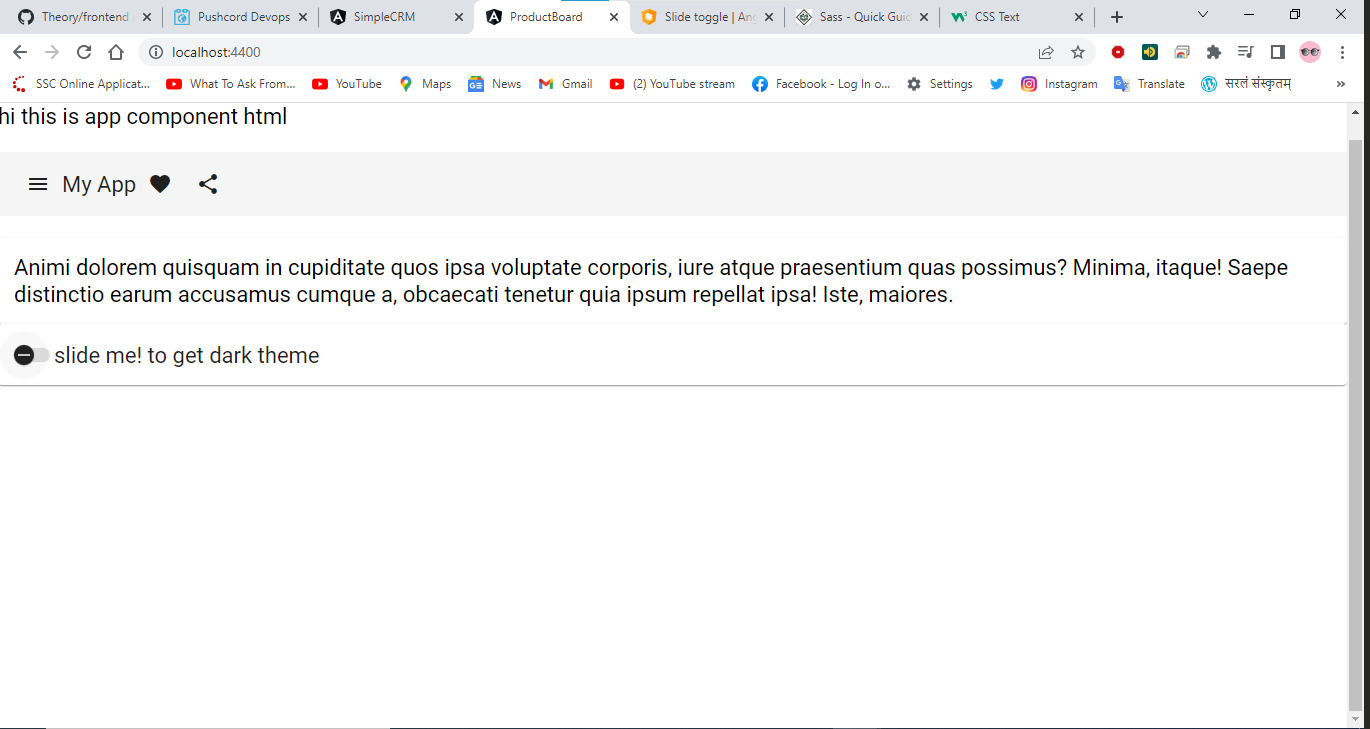 Theory/frontend
Pushcord Devops
SimpleCRM
ProductBoard
Slide toggle | Ang
Sass - Quick Guid
CSS Text
localhost:4400
SSC Online Applicat...
What To Ask From...
YouTube
Maps
News
Gmail
(2) YouTube stream
Facebook - Log In o...
Settings
Instagram
Translate
सरलं संस्कृतम्
»
hi this is app component html
My App
Animi dolorem quisquam in cupiditate quos ipsa voluptate corporis, iure atque praesentium quas possimus? Minima, itaque! Saepe
distinctio earum accusamus cumque a, obcaecati tenetur quia ipsum repellat ipsa! Iste, maiores.
slide me! to get dark theme